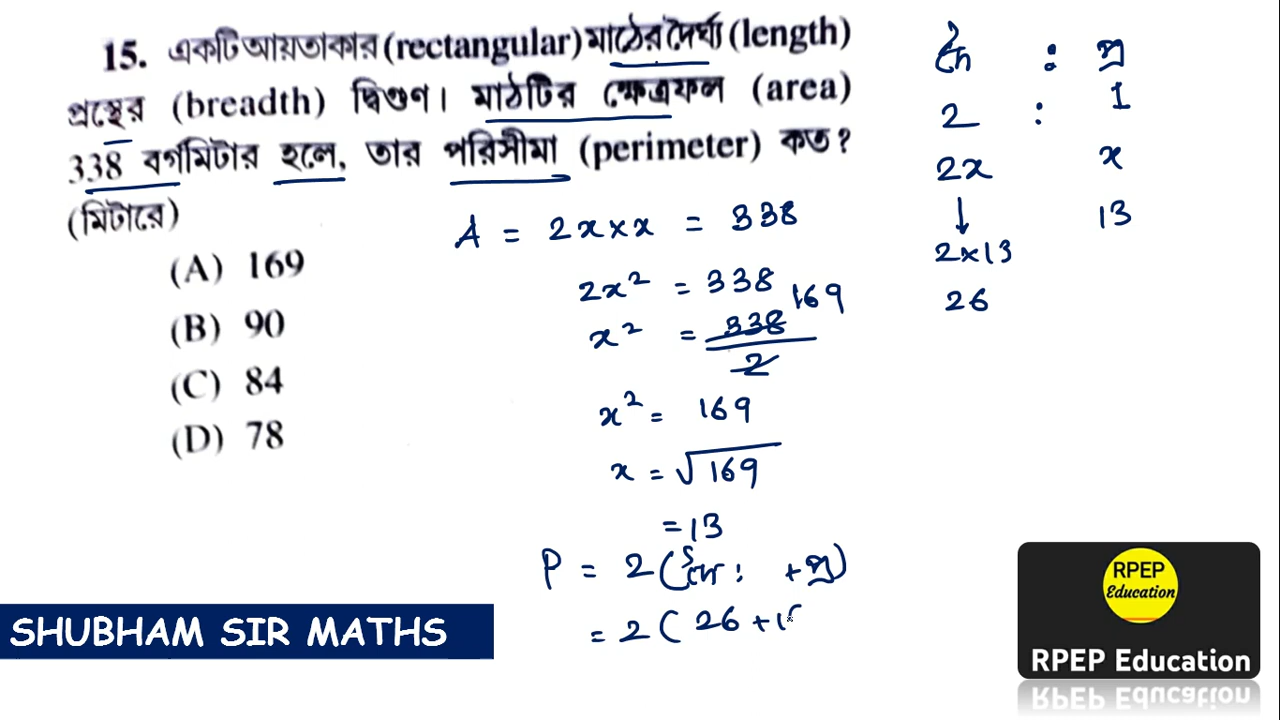 15. একটি আয়তাকার (rectangular) মাঠের দৈর্ঘ্য (length)
প্রস্থের (breadth) দ্বিগুণ। মাঠটির ক্ষেত্রফল (area)
338 বর্গমিটার হলে, তার পরিসীমা (perimeter) কত?
(মিটারে)
(A) 169
(B) 90
(C) 84
(D) 78
A = 2x × x = 338
2x² = 338
x² = 338/2 169
x² = 169
x = √169
= 13
P = 2 (দৈ: + প্র)
= 2 ( 26 + 1
দৈ : প্র
2 : 1
2x x
↓ 13
2×13
26
SHUBHAM SIR MATHS
RPEP
Education
RPEP Education